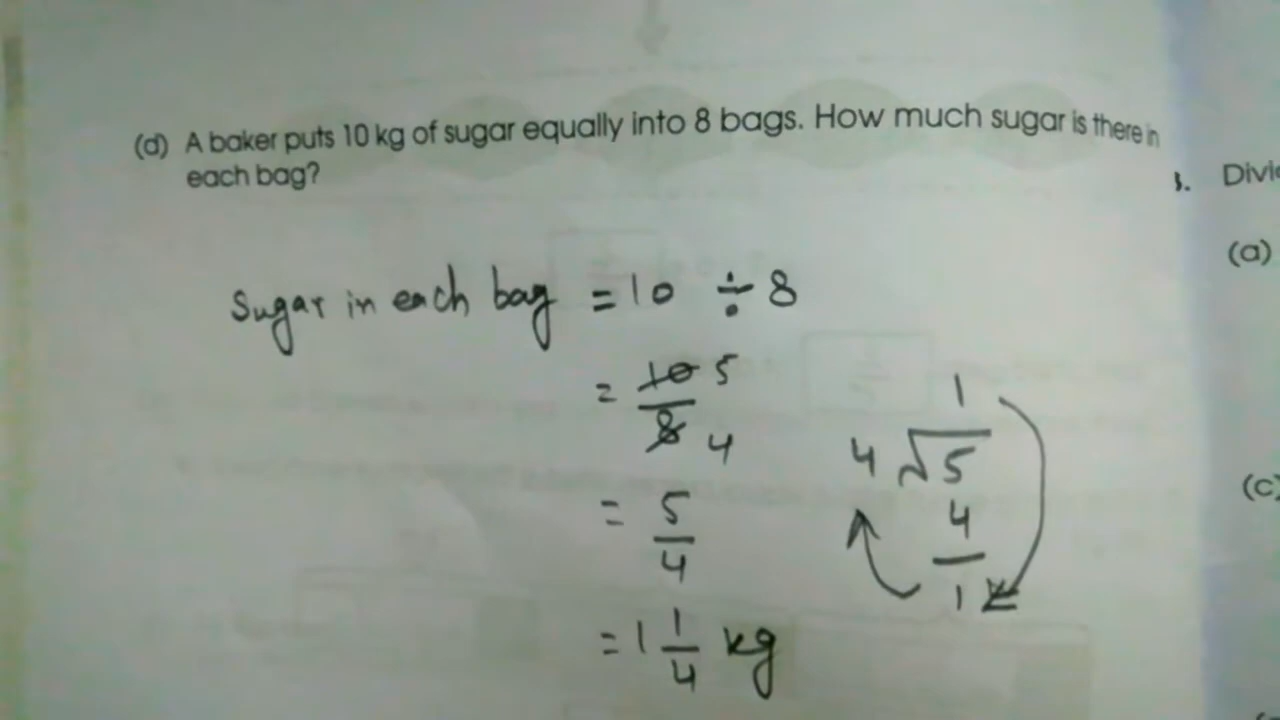 (d) A baker puts 10 kg of sugar equally into 8 bags. How much sugar is there in
each bag?
3. Divi
(a)
(c)
Sugar in each bag = 10 ÷ 8
= 10/8 5 4
= 5/4
= 1 1/4 kg
1
4 √5
4
1